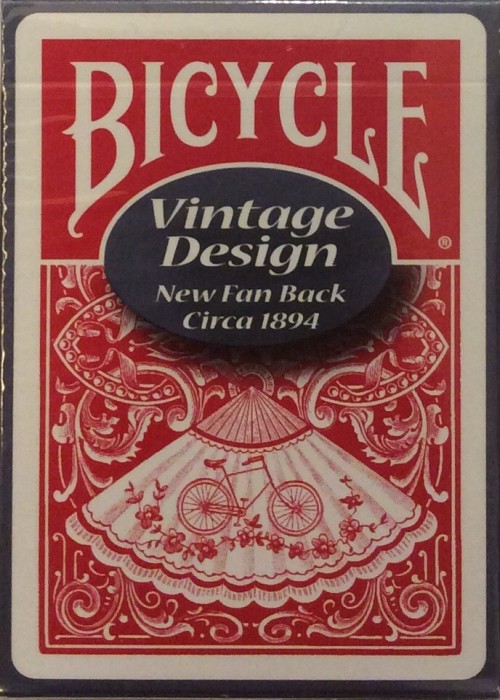 BICYCLE
®
Vintage
Design
New Fan Back
Circa 1894